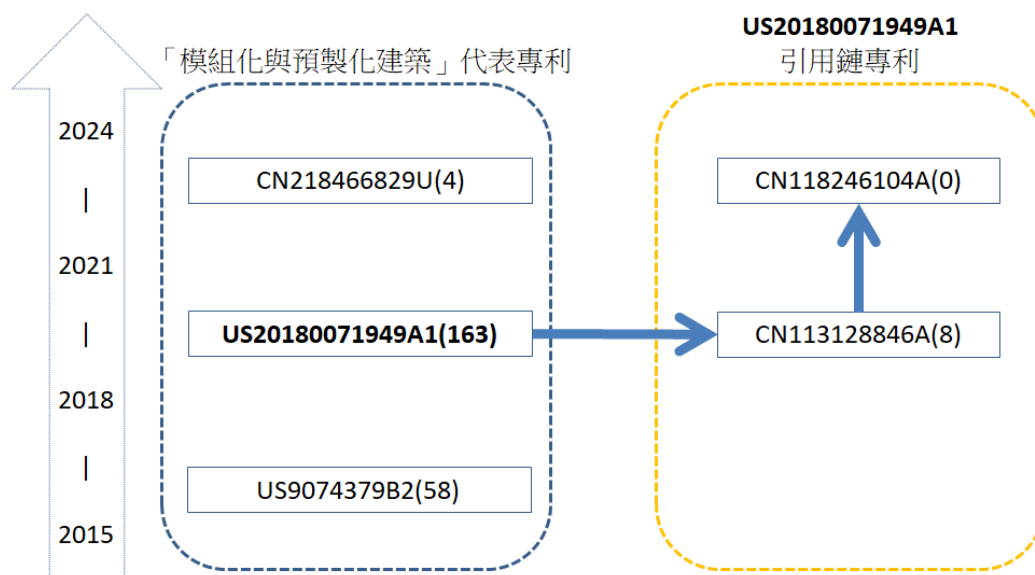 US20180071949A1
「模組化與預製化建築」代表專利
引用鏈專利
2024
|
2021
|
2018
|
2015
CN218466829U(4)
US20180071949A1(163)
US9074379B2(58)
CN118246104A(0)
CN113128846A(8)